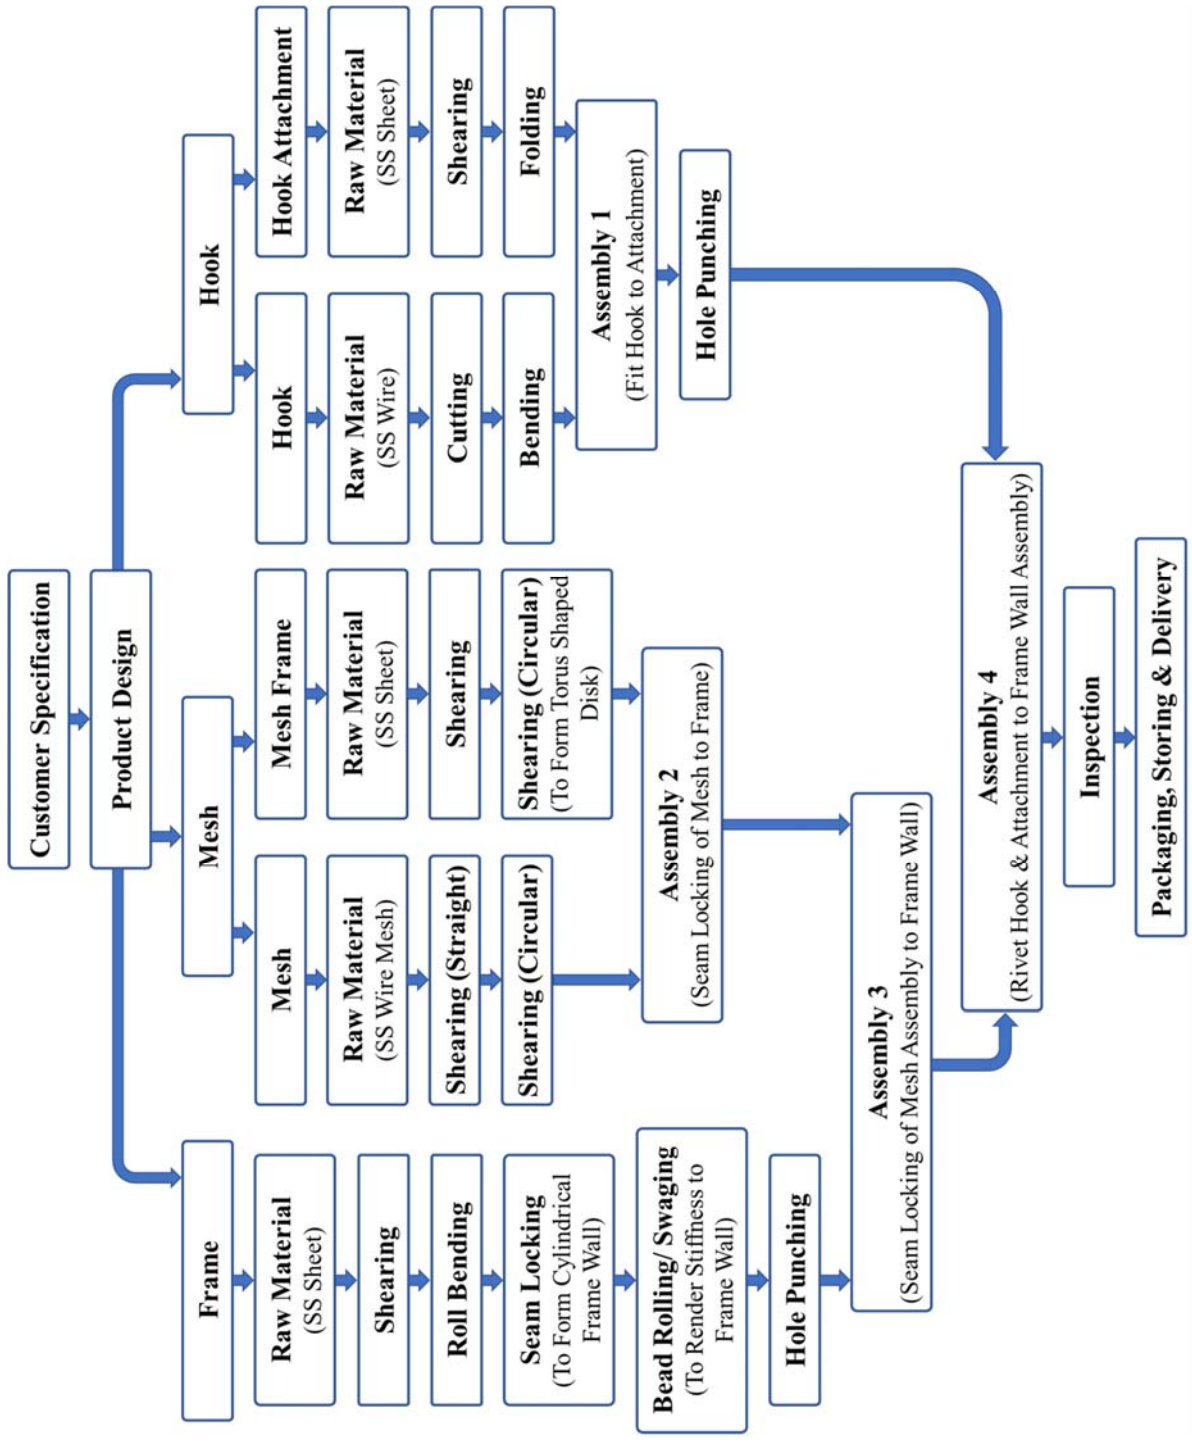 Customer Specification
Product Design
Frame
Raw Material
(SS Sheet)
Shearing
Roll Bending
Seam Locking
(To Form Cylindrical
Frame Wall)
Bead Rolling/ Swaging
(To Render Stiffness to
Frame Wall)
Hole Punching
Mesh
Mesh
Raw Material
(SS Wire Mesh)
Shearing (Straight)
Shearing (Circular)
Mesh Frame
Raw Material
(SS Sheet)
Shearing
Shearing (Circular)
(To Form Torus Shaped
Disk)
Assembly 2
(Seam Locking of Mesh to Frame)
Assembly 3
(Seam Locking of Mesh Assembly to Frame Wall)
Hook
Hook
Raw Material
(SS Wire)
Cutting
Bending
Hook Attachment
Raw Material
(SS Sheet)
Shearing
Folding
Assembly 1
(Fit Hook to Attachment)
Hole Punching
Assembly 4
(Rivet Hook & Attachment to Frame Wall Assembly)
Inspection
Packaging, Storing & Delivery